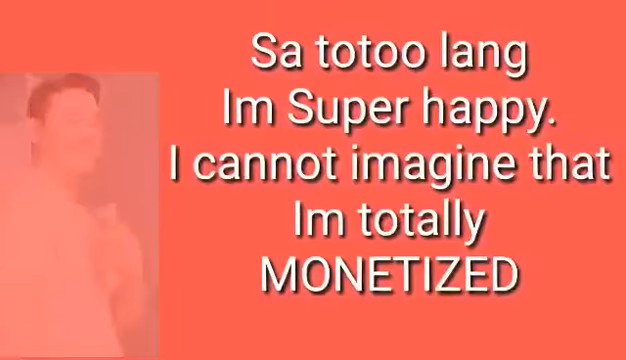 Sa totoo lang
Im Super happy.
I cannot imagine that
Im totally
MONETIZED